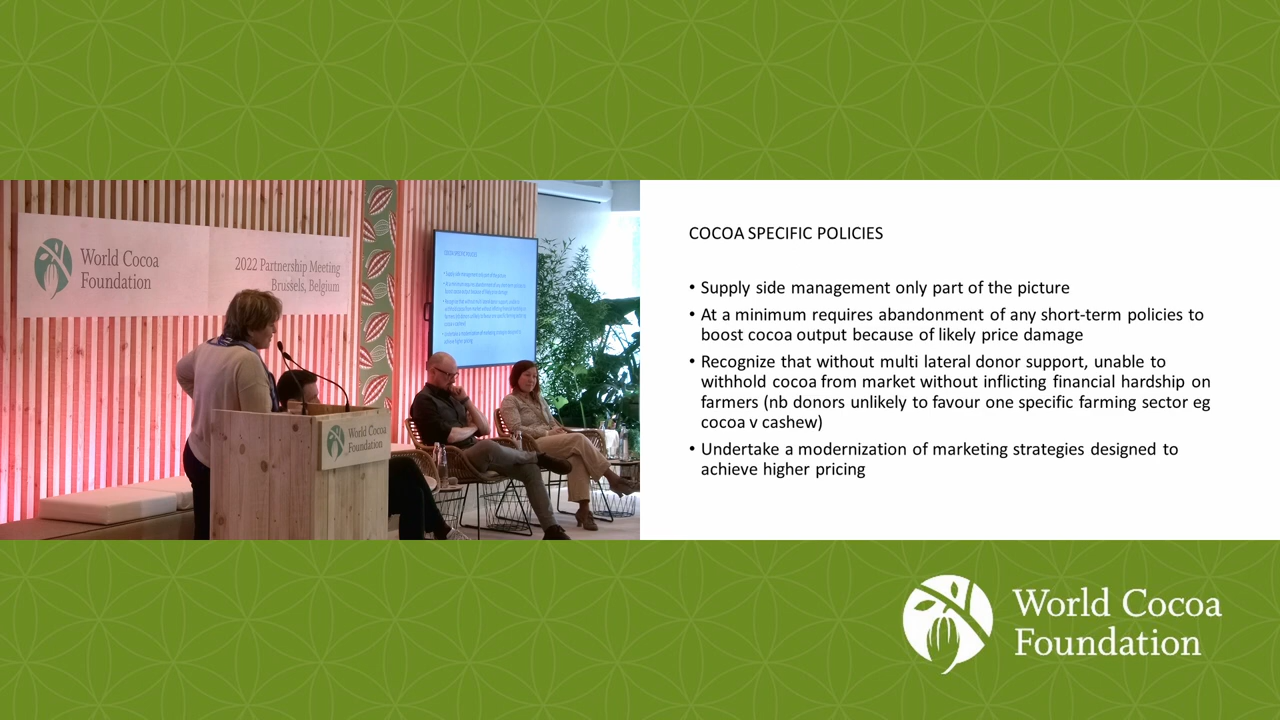 World Cocoa
Foundation
2022 Partnership Meeting
Brussels, Belgium
COCOA SPECIFIC POLICIES
World Cocoa
Foundation
COCOA SPECIFIC POLICIES
• Supply side management only part of the picture
• At a minimum requires abandonment of any short-term policies to
boost cocoa output because of likely price damage
• Recognize that without multi lateral donor support, unable to
withhold cocoa from market without inflicting financial hardship on
farmers (nb donors unlikely to favour one specific farming sector eg
cocoa v cashew)
• Undertake a modernization of marketing strategies designed to
achieve higher pricing
World Cocoa
Foundation